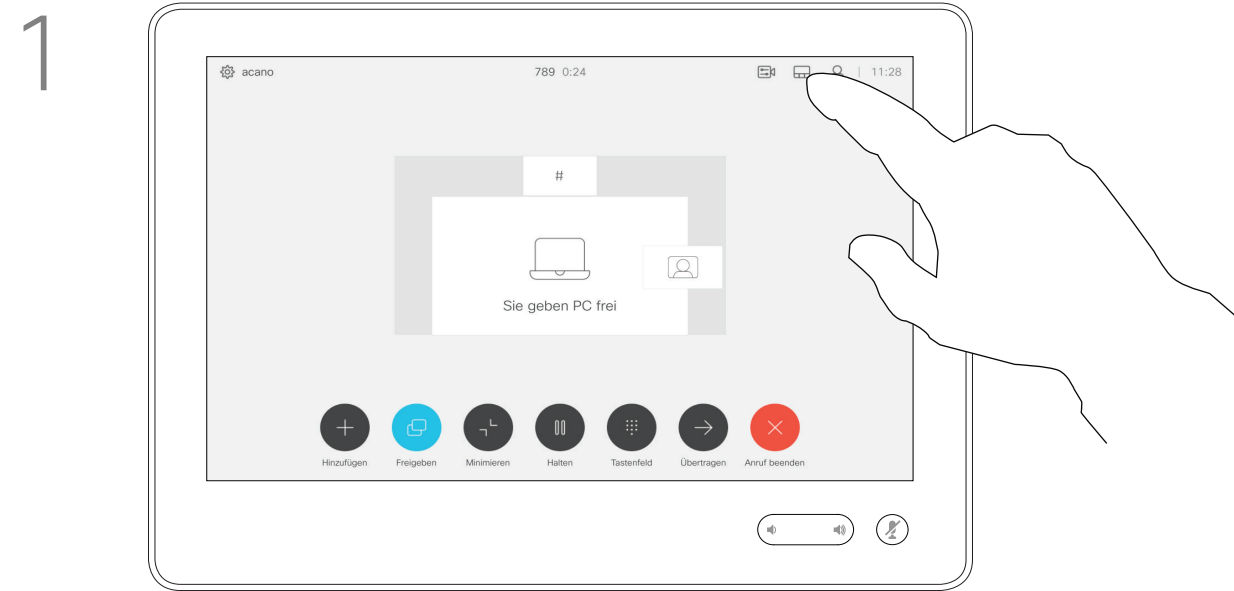 1
acano
789 0:24
11:28
#
Sie geben PC frei
Hinzufügen
Freigeben
Minimieren
Halten
Tastenfeld
Übertragen
Anruf beenden